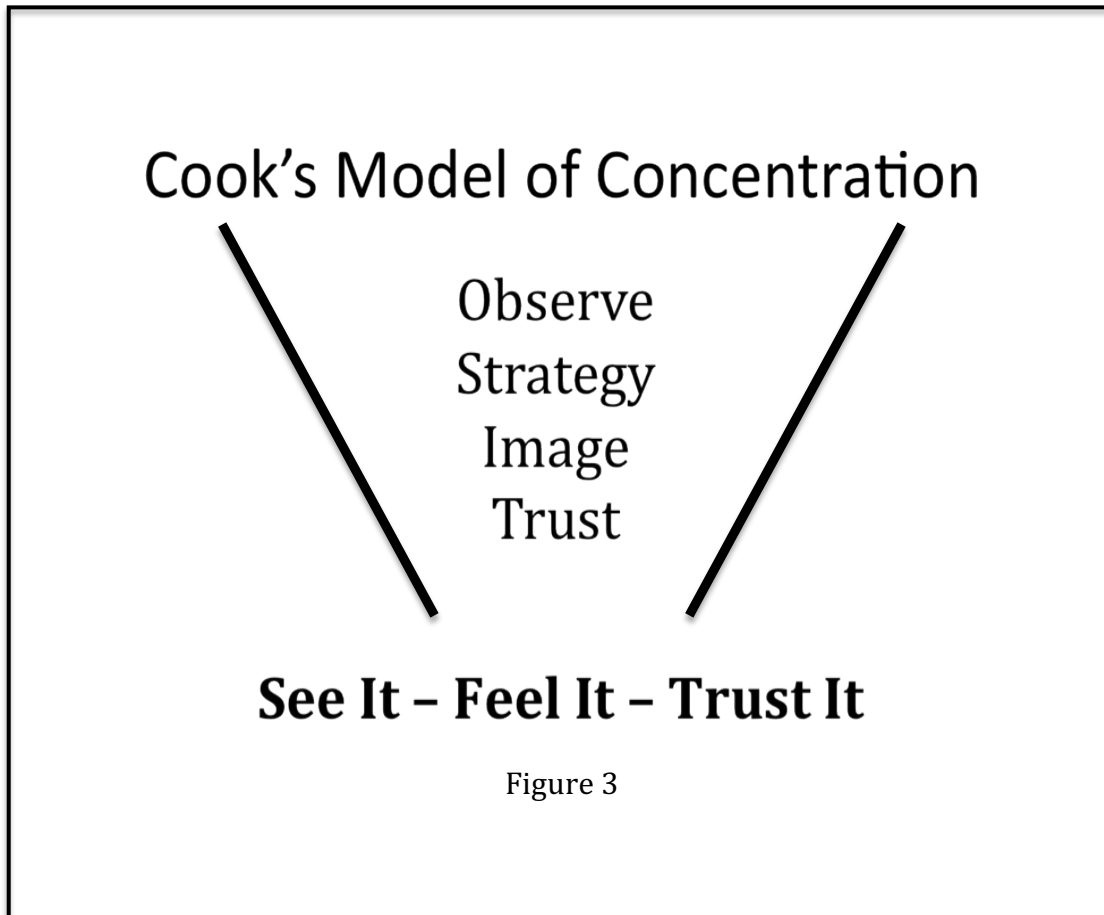 Cook’s Model of Concentration
Observe
Strategy
Image
Trust
See It – Feel It – Trust It
Figure 3